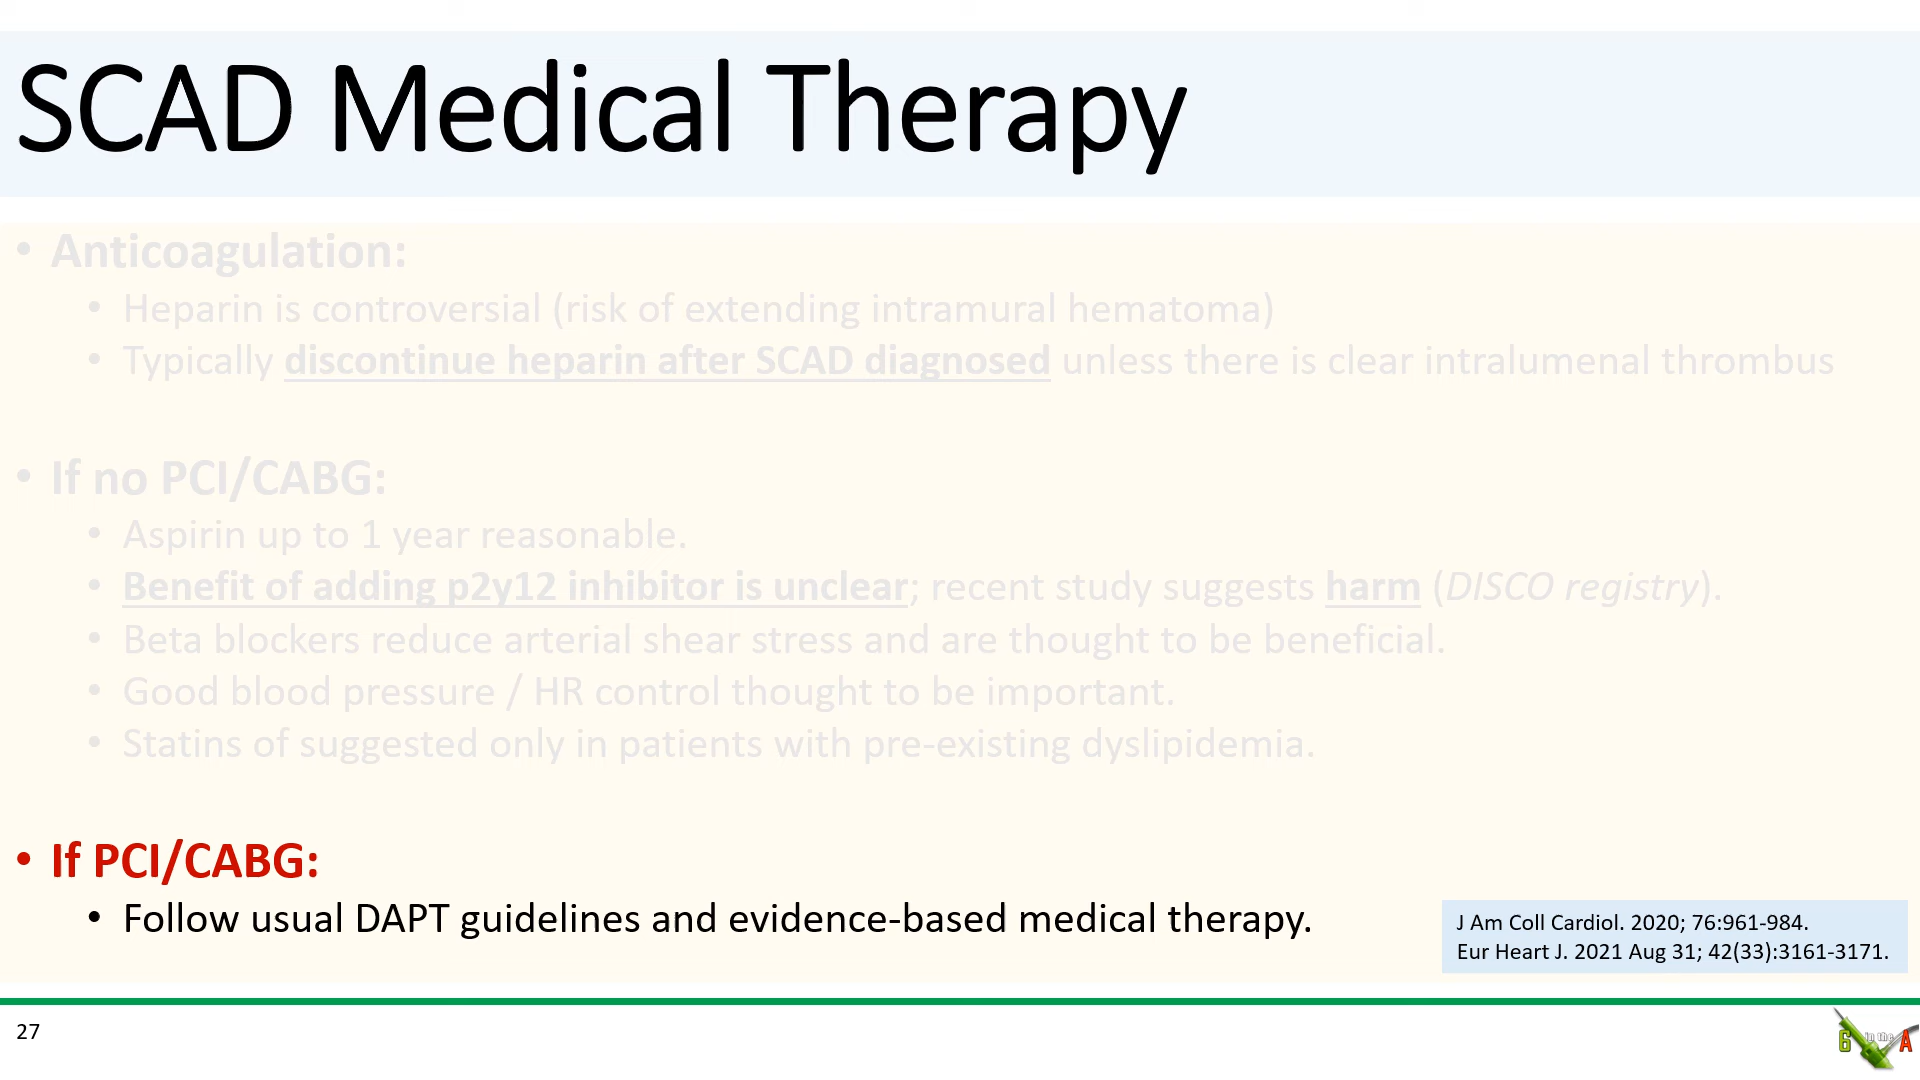 SCAD Medical Therapy
• Anticoagulation:
• Heparin is controversial (risk of extending intramural hematoma)
• Typically discontinue heparin after SCAD diagnosed unless there is clear intralumenal thrombus
• If no PCI/CABG:
• Aspirin up to 1 year reasonable.
• Benefit of adding p2y12 inhibitor is unclear; recent study suggests harm (DISCO registry).
• Beta blockers reduce arterial shear stress and are thought to be beneficial.
• Good blood pressure / HR control thought to be important.
• Statins of suggested only in patients with pre-existing dyslipidemia.
• If PCI/CABG:
• Follow usual DAPT guidelines and evidence-based medical therapy.
J Am Coll Cardiol. 2020; 76:961-984.
Eur Heart J. 2021 Aug 31; 42(33):3161-3171.
27
6 in the A